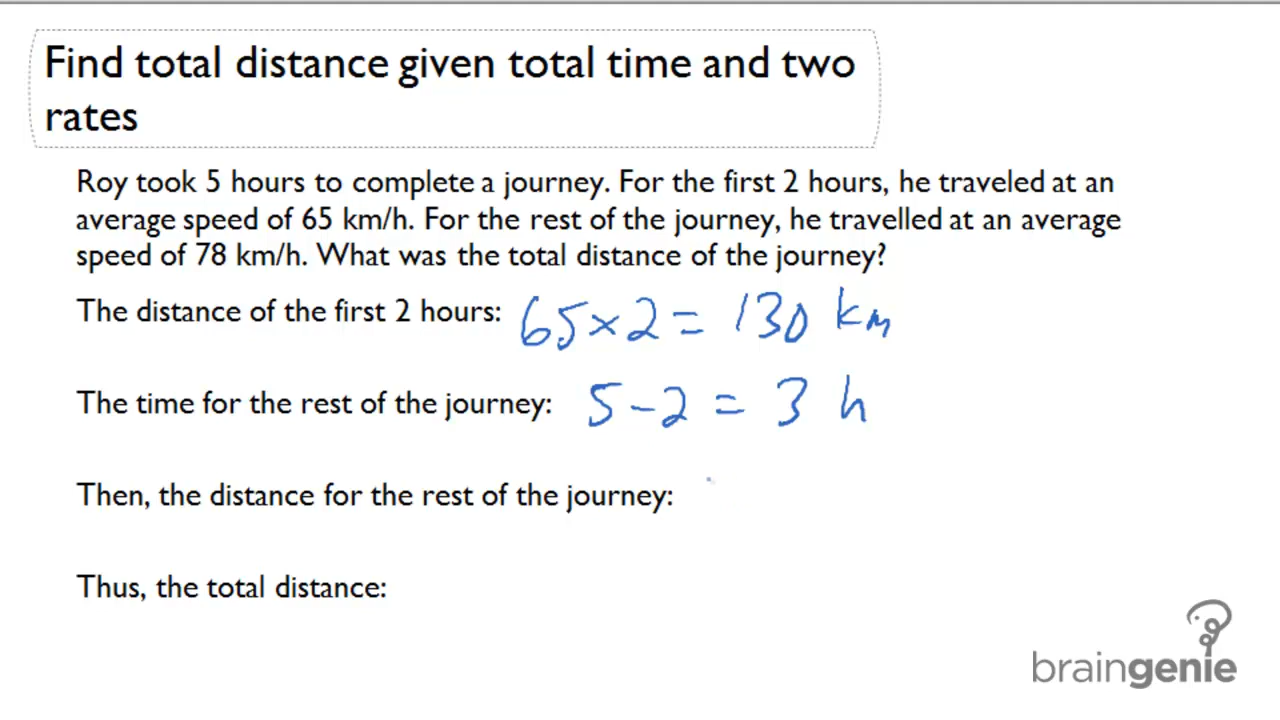 Find total distance given total time and two
rates
Roy took 5 hours to complete a journey. For the first 2 hours, he traveled at an
average speed of 65 km/h. For the rest of the journey, he travelled at an average
speed of 78 km/h. What was the total distance of the journey?
The distance of the first 2 hours: 65 × 2 = 130 km
The time for the rest of the journey: 5 - 2 = 3 h
Then, the distance for the rest of the journey:
Thus, the total distance:
braingenie